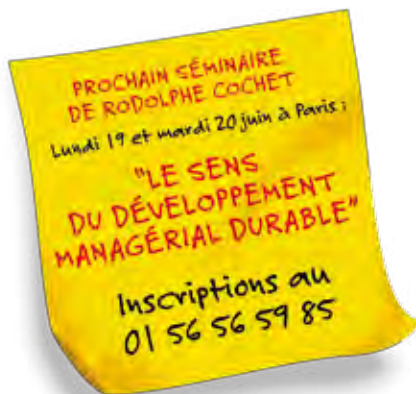 PROCHAIN SÉMINAIRE
DE RODOLPHE COCHET
Lundi 19 et mardi 20 juin à Paris :
"LE SENS
DU DÉVELOPPEMENT
MANAGÉRIAL DURABLE"
Inscriptions au
01 56 56 59 85